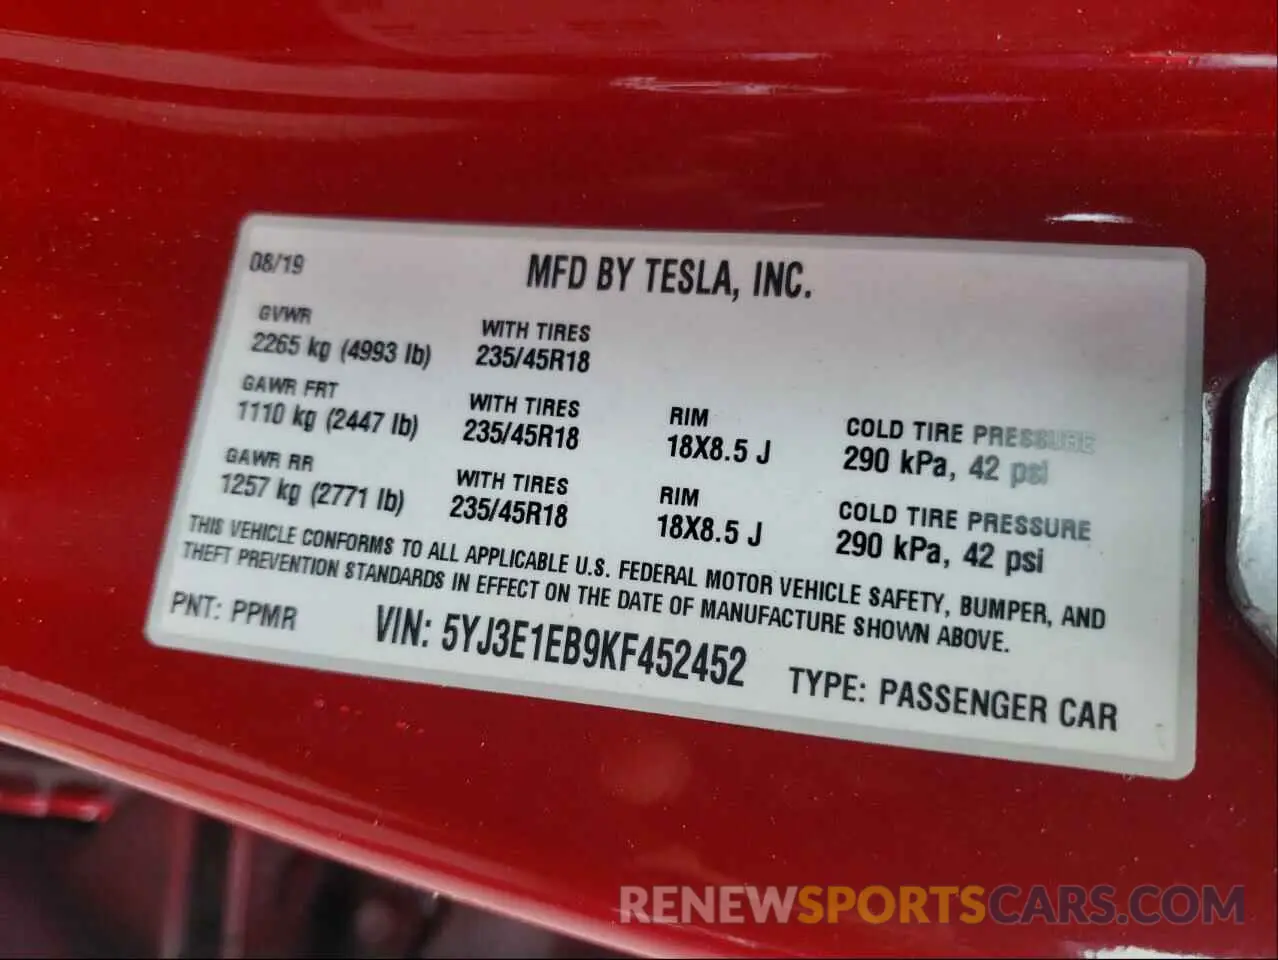 08/19
MFD BY TESLA, INC.
GVWR
2265 kg (4993 lb)
WITH TIRES
235/45R18
GAWR FRT
1110 kg (2447 lb)
WITH TIRES
235/45R18
RIM
18X8.5 J
COLD TIRE PRESSURE
290 kPa, 42 psi
GAWR RR
1257 kg (2771 lb)
WITH TIRES
235/45R18
RIM
18X8.5 J
COLD TIRE PRESSURE
290 kPa, 42 psi
THIS VEHICLE CONFORMS TO ALL APPLICABLE U.S. FEDERAL MOTOR VEHICLE SAFETY, BUMPER, AND
THEFT PREVENTION STANDARDS IN EFFECT ON THE DATE OF MANUFACTURE SHOWN ABOVE.
PNT: PPMR
VIN: 5YJ3E1EB9KF452452
TYPE: PASSENGER CAR
RENEWSPORTSCARS.COM